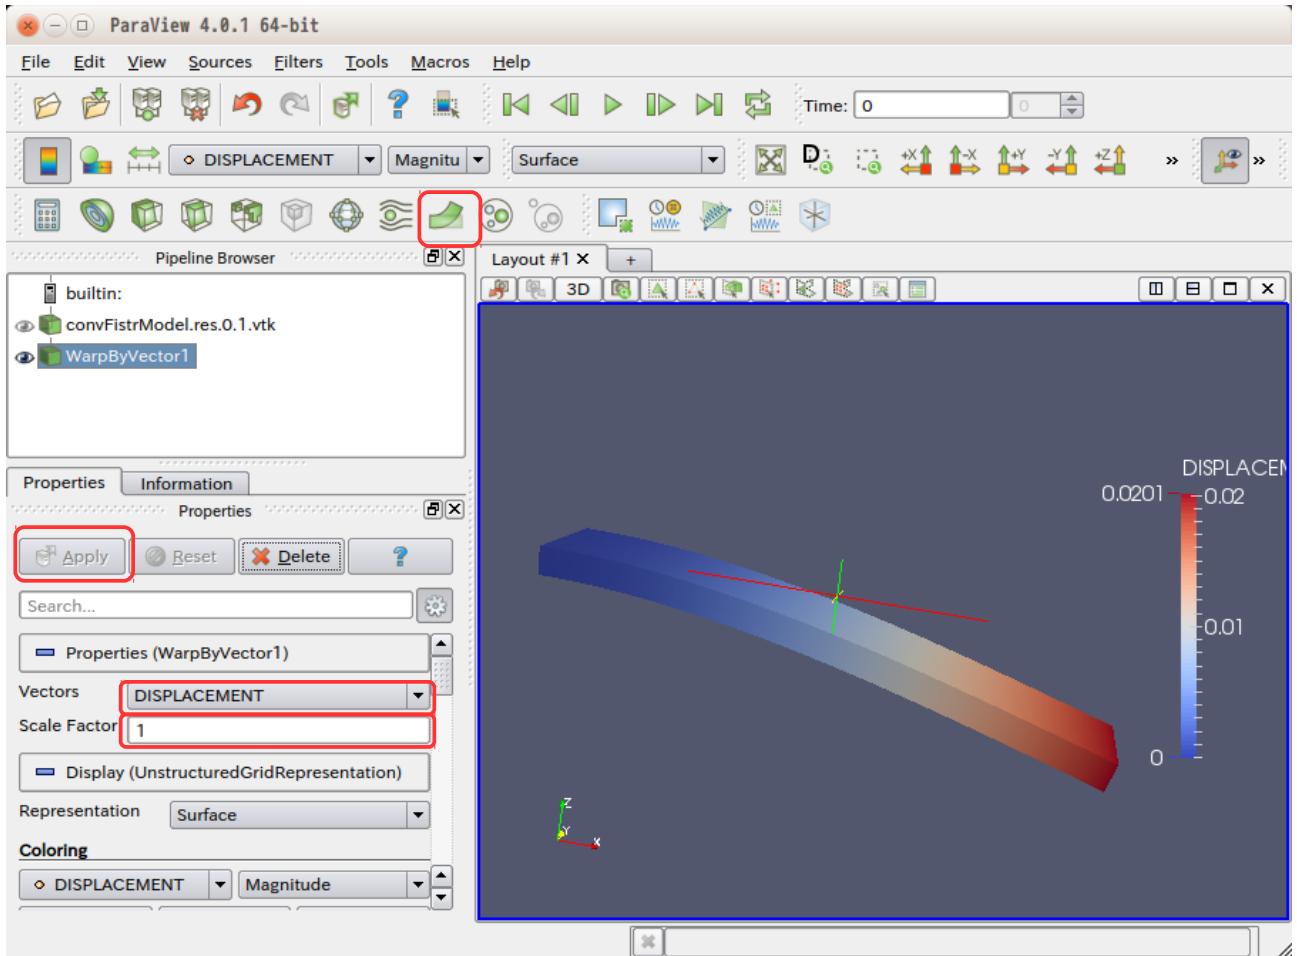 ParaView 4.0.1 64-bit
File Edit View Sources Filters Tools Macros Help
Time: 0 0
DISPLACEMENT Magnitu Surface +X -X +Y -Y +Z » »
Pipeline Browser
Layout #1 +
3D
builtin:
convFistrModel.res.0.1.vtk
WarpByVector1
Properties Information
Properties
Apply Reset Delete ?
Search...
Properties (WarpByVector1)
Vectors DISPLACEMENT
Scale Factor 1
Display (UnstructuredGridRepresentation)
Representation Surface
Coloring
DISPLACEMENT Magnitude
DISPLACEM
0.0201 0.02
0.01
0
Z
Y
X